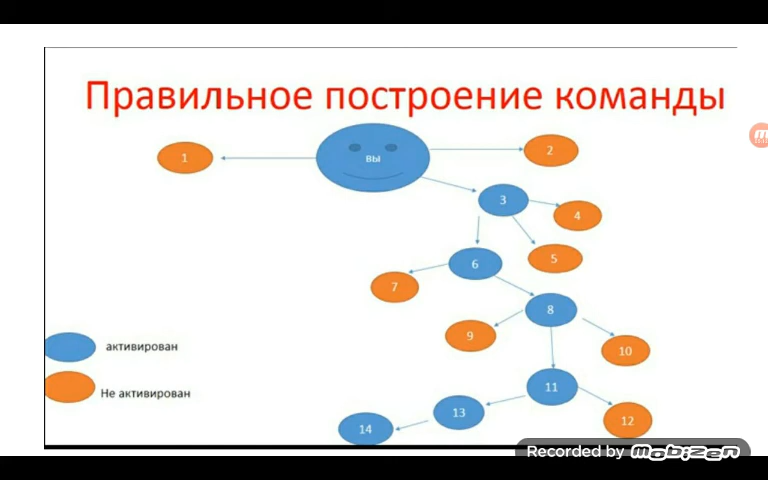 Правильное построение команды
вы
1
2
3
4
5
6
7
8
9
10
активирован
Не активирован
11
12
13
14
Recorded by mobizen